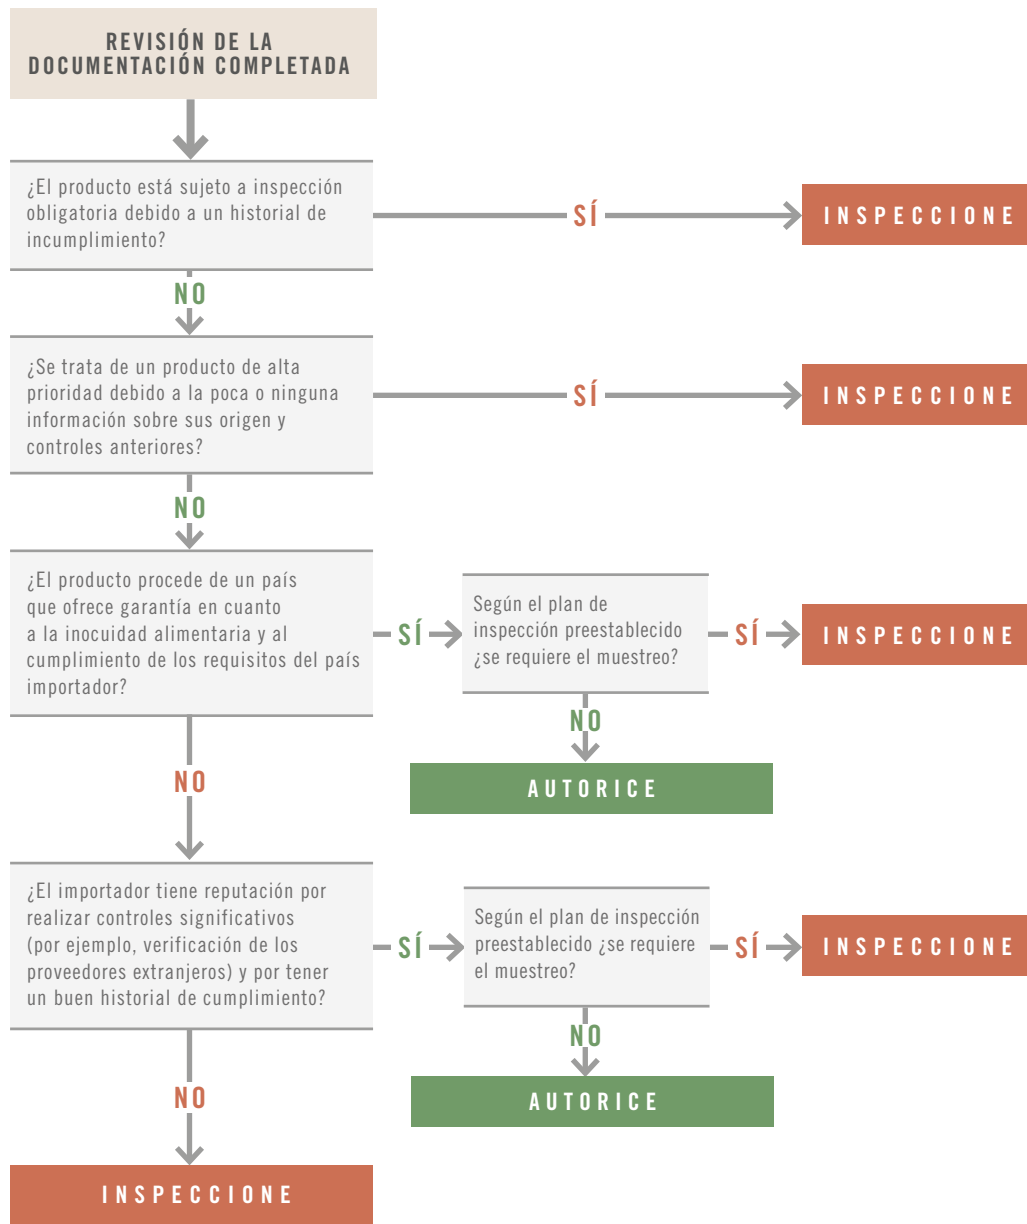 REVISIÓN DE LA
DOCUMENTACIÓN COMPLETADA
¿El producto está sujeto a inspección
obligatoria debido a un historial de
incumplimiento?
SÍ
INSPECCIONE
NO
¿Se trata de un producto de alta
prioridad debido a la poca o ninguna
información sobre sus origen y
controles anteriores?
SÍ
INSPECCIONE
NO
¿El producto procede de un país
que ofrece garantía en cuanto
a la inocuidad alimentaria y al
cumplimiento de los requisitos del país
importador?
SÍ
Según el plan de
inspección preestablecido
¿se requiere el muestreo?
SÍ
INSPECCIONE
NO
AUTORICE
NO
¿El importador tiene reputación por
realizar controles significativos
(por ejemplo, verificación de los
proveedores extranjeros) y por tener
un buen historial de cumplimiento?
SÍ
Según el plan de inspección
preestablecido ¿se requiere
el muestreo?
SÍ
INSPECCIONE
NO
AUTORICE
NO
INSPECCIONE